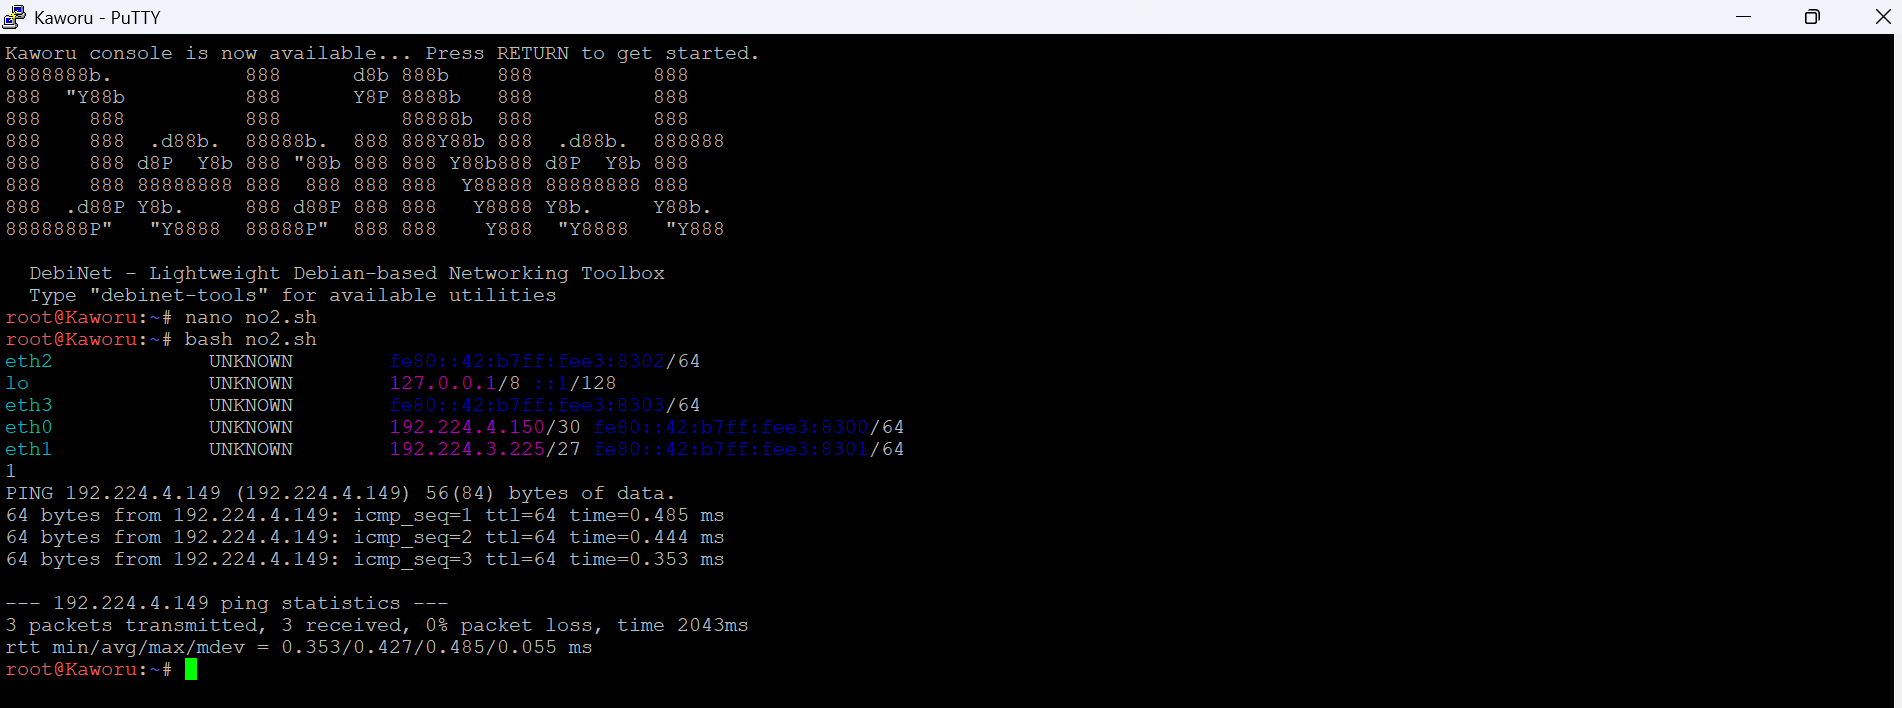 Kaworu - PuTTY
Kaworu console is now available... Press RETURN to get started.
8888888b.            888      d8b 888b    888          888
888  "Y88b          888      Y8P 8888b   888          888
888    888          888          88888b  888          888
888    888  .d88b.  88888b.  888 888Y88b 888  .d88b.  888888
888    888 d8P  Y8b 888 "88b 888 888 Y88b888 d8P  Y8b 888
888    888 88888888 888  888 888 888  Y88888 88888888 888
888  .d88P Y8b.     888 d88P 888 888   Y8888 Y8b.     Y88b.
8888888P"   "Y8888  88888P"  888 888    Y888  "Y8888   "Y888
DebiNet - Lightweight Debian-based Networking Toolbox
Type "debinet-tools" for available utilities
root@Kaworu:~# nano no2.sh
root@Kaworu:~# bash no2.sh
eth2             UNKNOWN        fe80::42:b7ff:fee3:8302/64
lo               UNKNOWN        127.0.0.1/8 ::1/128
eth3             UNKNOWN        fe80::42:b7ff:fee3:8303/64
eth0             UNKNOWN        192.224.4.150/30 fe80::42:b7ff:fee3:8300/64
eth1             UNKNOWN        192.224.3.225/27 fe80::42:b7ff:fee3:8301/64
1
PING 192.224.4.149 (192.224.4.149) 56(84) bytes of data.
64 bytes from 192.224.4.149: icmp_seq=1 ttl=64 time=0.485 ms
64 bytes from 192.224.4.149: icmp_seq=2 ttl=64 time=0.444 ms
64 bytes from 192.224.4.149: icmp_seq=3 ttl=64 time=0.353 ms
--- 192.224.4.149 ping statistics ---
3 packets transmitted, 3 received, 0% packet loss, time 2043ms
rtt min/avg/max/mdev = 0.353/0.427/0.485/0.055 ms
root@Kaworu:~#